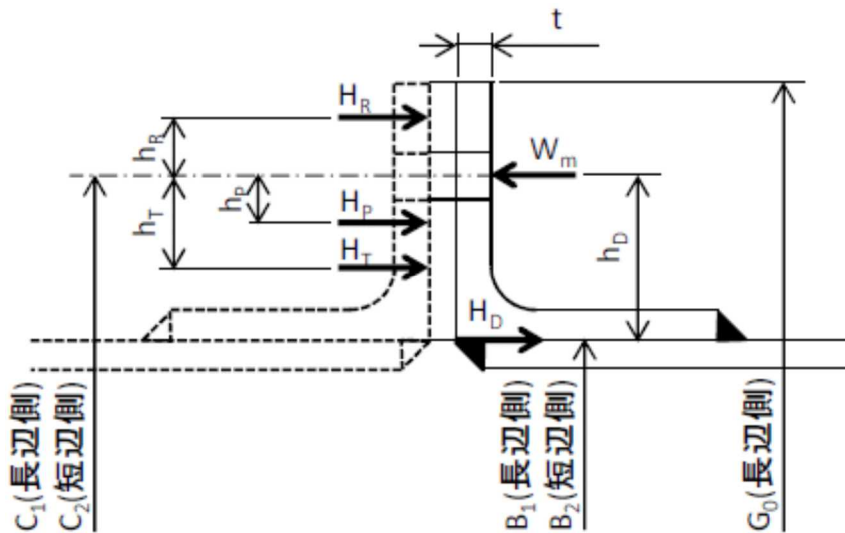 t
H_R
h_R
W_m
h_P
h_T
H_P
H_T
h_D
H_D
C_1(長辺側)
C_2(短辺側)
B_1(長辺側)
B_2(短辺側)
G_0(長辺側)